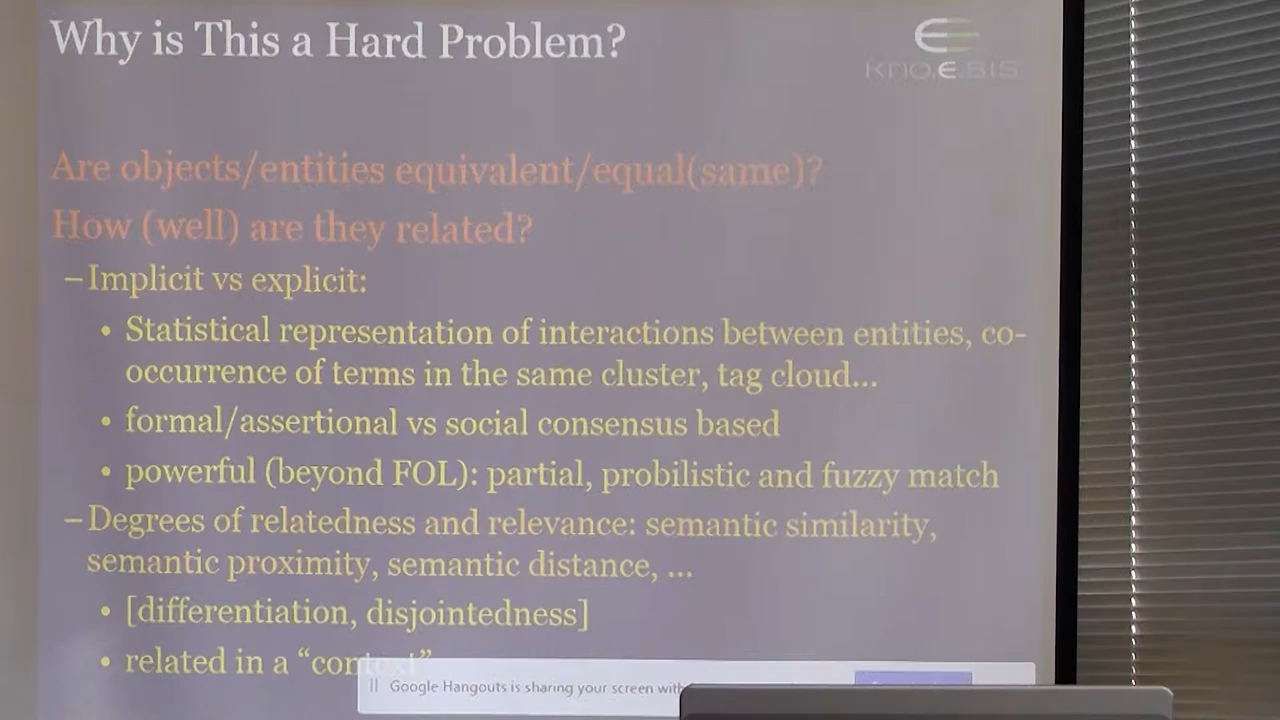 Why is This a Hard Problem?
kno.e.sis
Are objects/entities equivalent/equal(same)?
How (well) are they related?
–Implicit vs explicit:
• Statistical representation of interactions between entities, co-
occurrence of terms in the same cluster, tag cloud...
• formal/assertional vs social consensus based
• powerful (beyond FOL): partial, probilistic and fuzzy match
–Degrees of relatedness and relevance: semantic similarity,
semantic proximity, semantic distance, ...
• [differentiation, disjointedness]
• related in a “context”
Google Hangouts is sharing your screen with